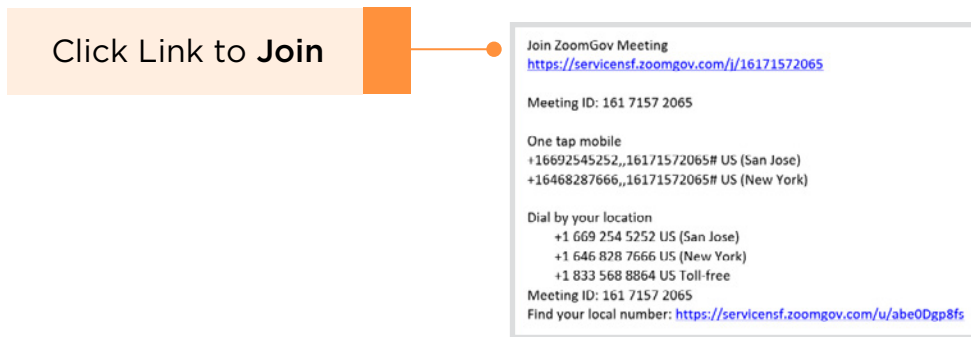 Click Link to Join
Join ZoomGov Meeting
https://servicensf.zoomgov.com/j/16171572065
Meeting ID: 161 7157 2065
One tap mobile
+16692545252,,16171572065# US (San Jose)
+16468287666,,16171572065# US (New York)
Dial by your location
+1 669 254 5252 US (San Jose)
+1 646 828 7666 US (New York)
+1 833 568 8864 US Toll-free
Meeting ID: 161 7157 2065
Find your local number: https://servicensf.zoomgov.com/u/abe0Dgp8fs